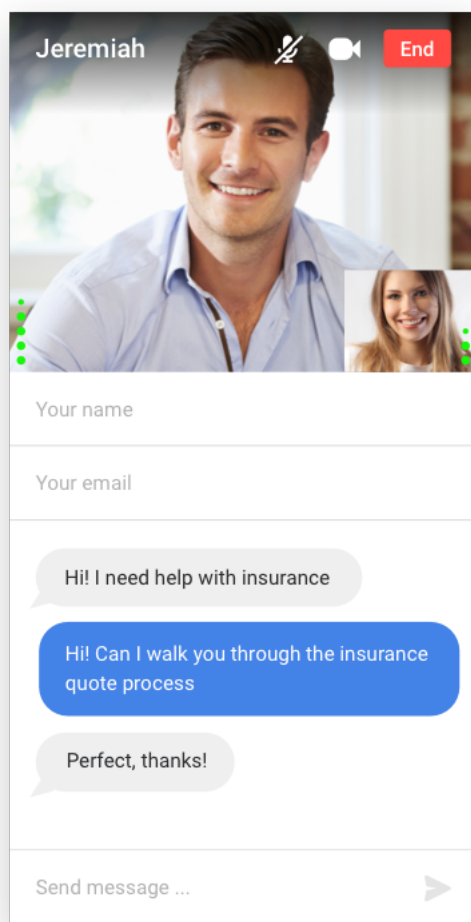 Jeremiah
End
Your name
Your email
Hi! I need help with insurance
Hi! Can I walk you through the insurance
quote process
Perfect, thanks!
Send message ...